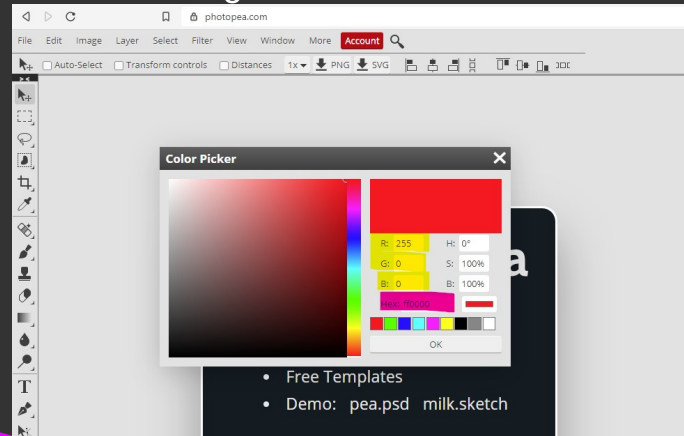 photopea.com
File Edit Image Layer Select Filter View Window More Account
Auto-Select Transform controls Distances 1x PNG SVG
Color Picker
R: 255 H: 0°
G: 0 S: 100%
B: 0 B: 100%
Hex: ff0000
OK
a
Free Templates
Demo: pea.psd milk.sketch
T